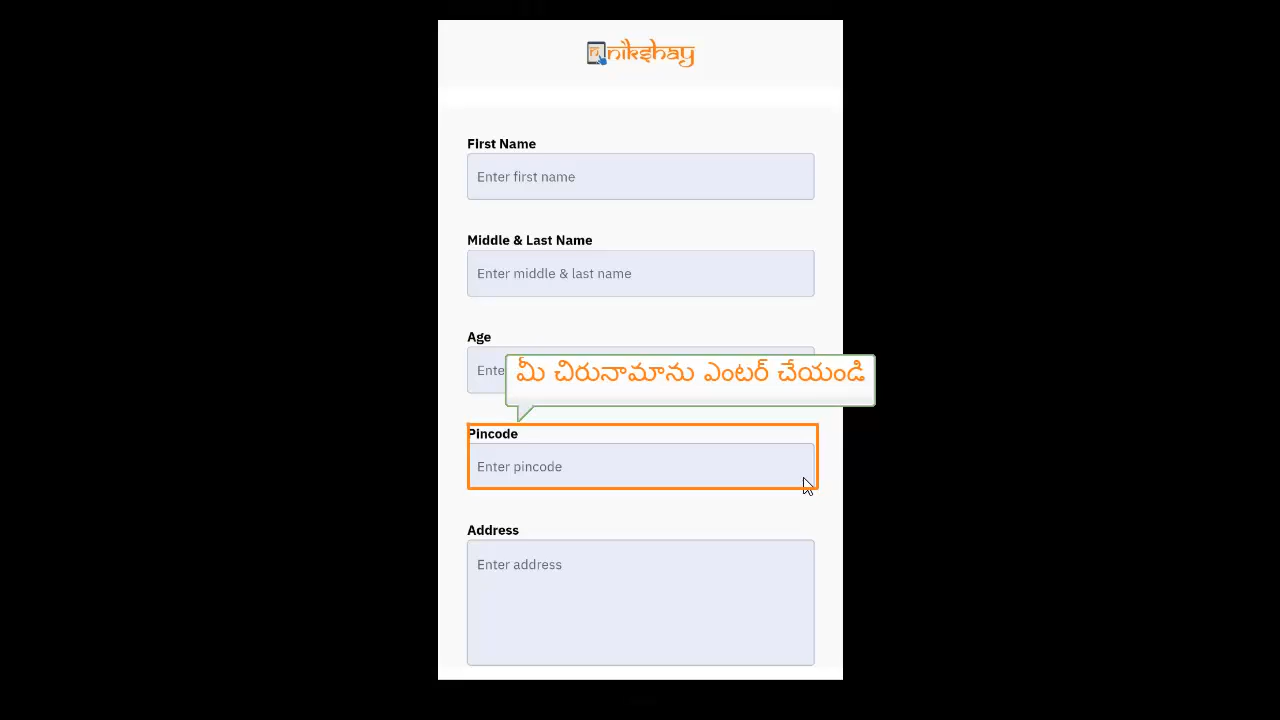 nikshay
First Name
Enter first name
Middle & Last Name
Enter middle & last name
Age
Ente
మీ చిరునామాను ఎంటర్ చేయండి
Pincode
Enter pincode
Address
Enter address